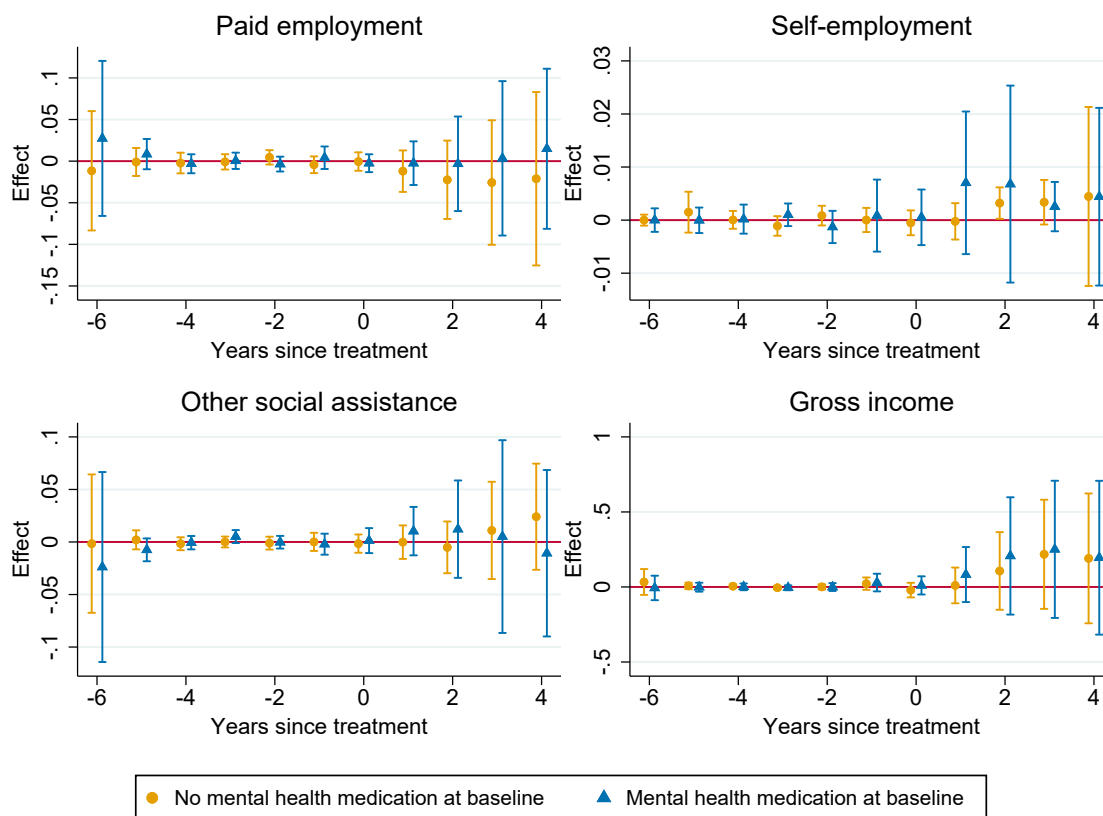 Paid employment
Effect
.1
.05
0
-.05
-.1
-.15
-6 -4 -2 0 2 4
Years since treatment
Self-employment
Effect
.03
.02
.01
0
-.01
-6 -4 -2 0 2 4
Years since treatment
Other social assistance
Effect
.1
.05
0
-.05
-.1
-6 -4 -2 0 2 4
Years since treatment
Gross income
Effect
1
.5
0
-.5
-6 -4 -2 0 2 4
Years since treatment
No mental health medication at baseline
Mental health medication at baseline